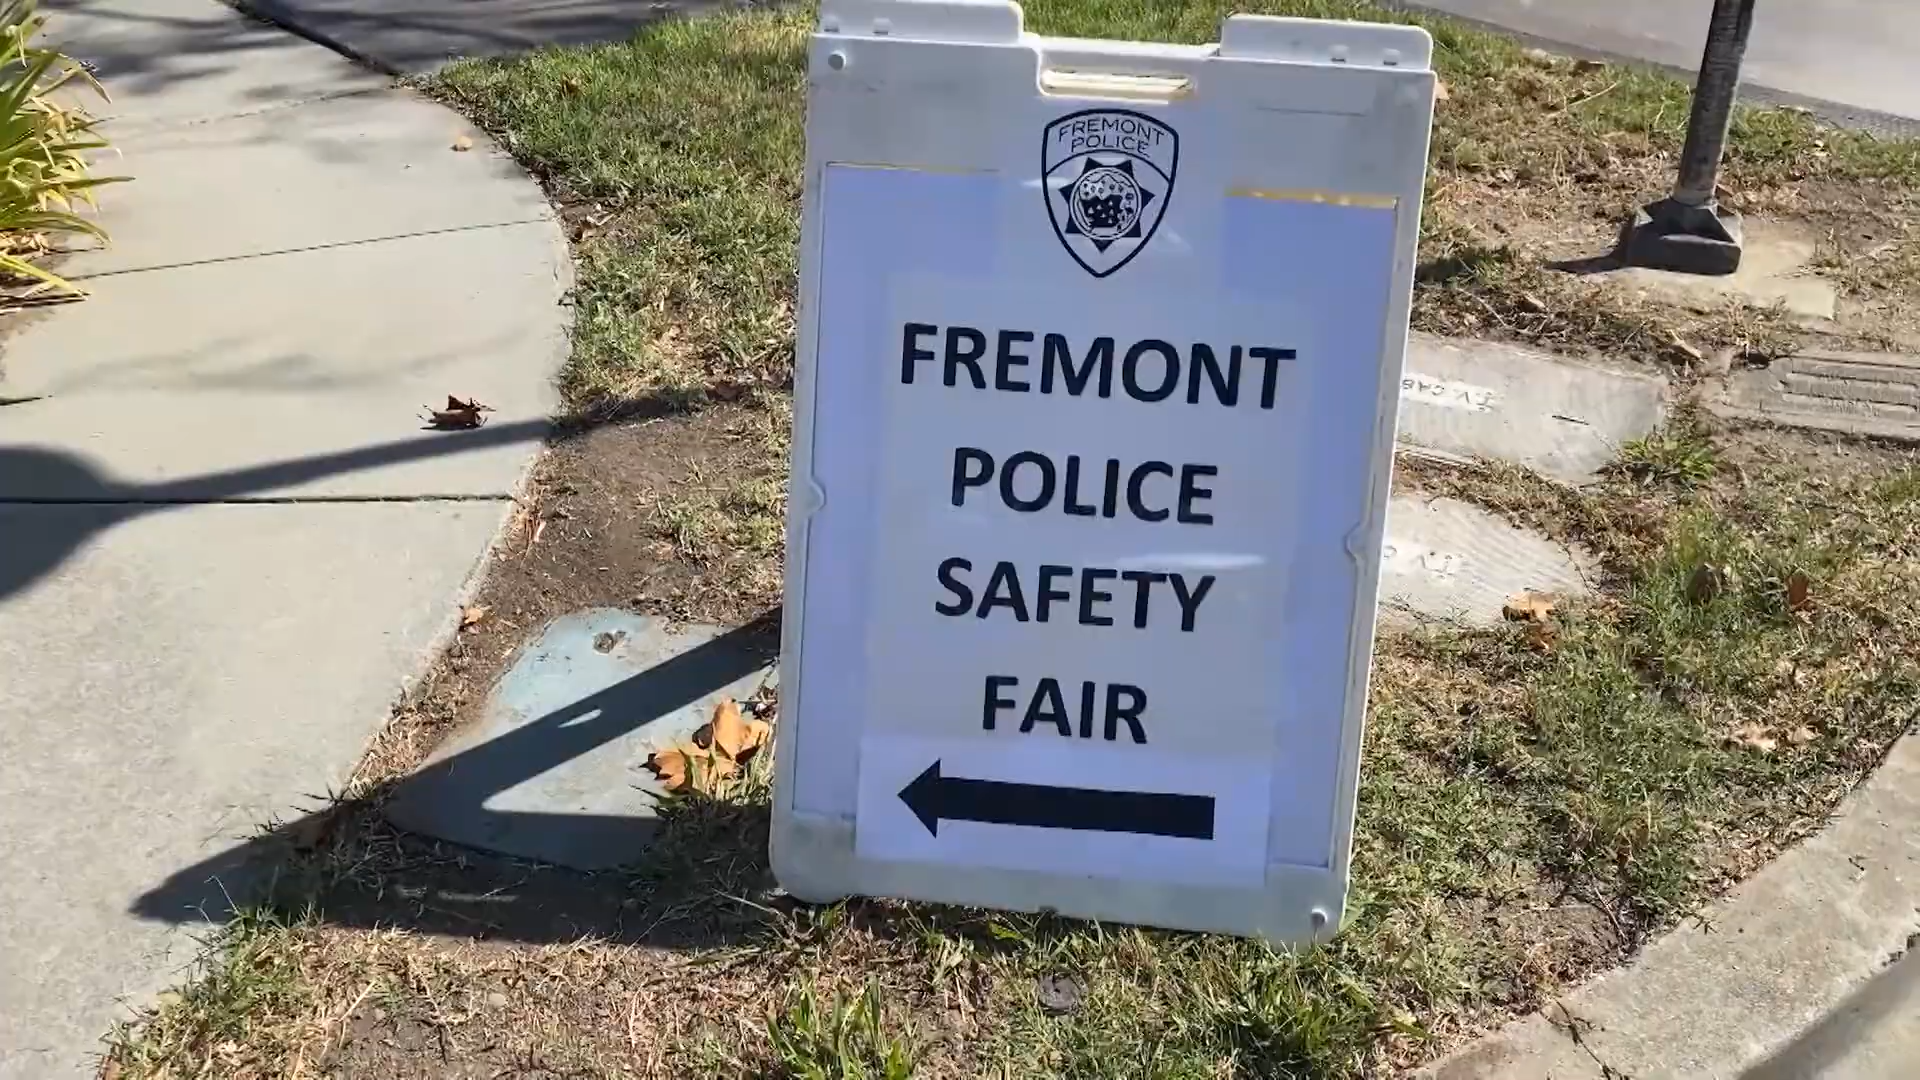 FREMONT
POLICE
FREMONT
POLICE
SAFETY
FAIR